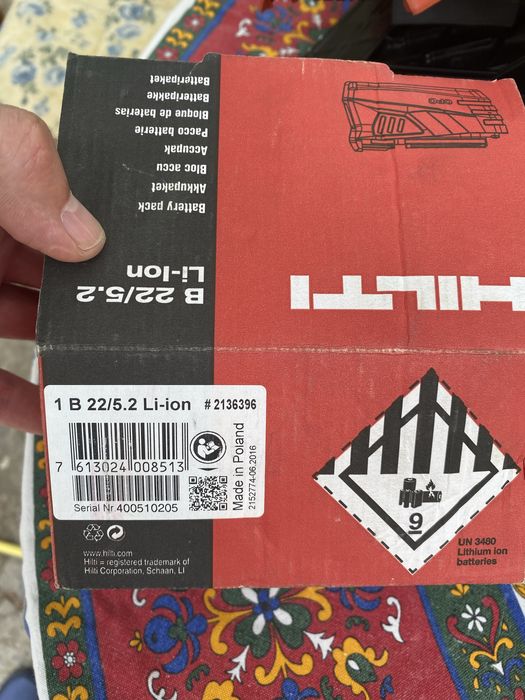 Battery pack
Akkupaket
Bloc accu
Accupak
Pacco batterie
Bloque de baterias
Batteripakke
Batteripaket
B 22/5.2
Li-Ion
HILTI
1 B 22/5.2 Li-ion # 2136396
7 613024 008513
Serial Nr. 400510205
Made in Poland
2152774-06.2016
www.hilti.com
Hilti = registered trademark of
Hilti Corporation, Schaan, LI
9
UN 3480
Lithium ion
batteries